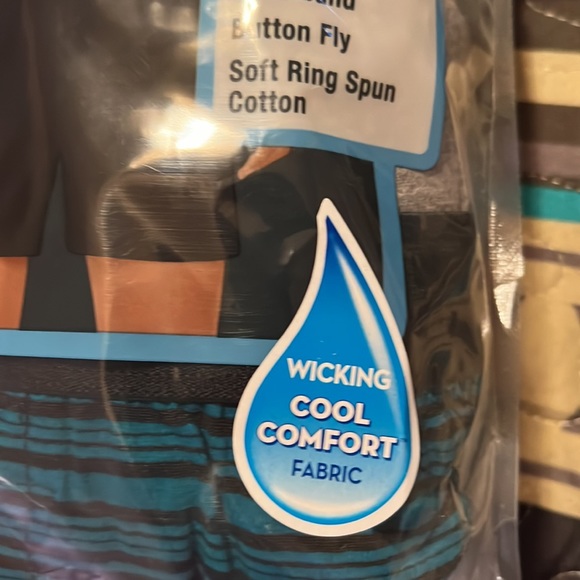 Button Fly
Soft Ring Spun
Cotton
WICKING
COOL
COMFORT
FABRIC